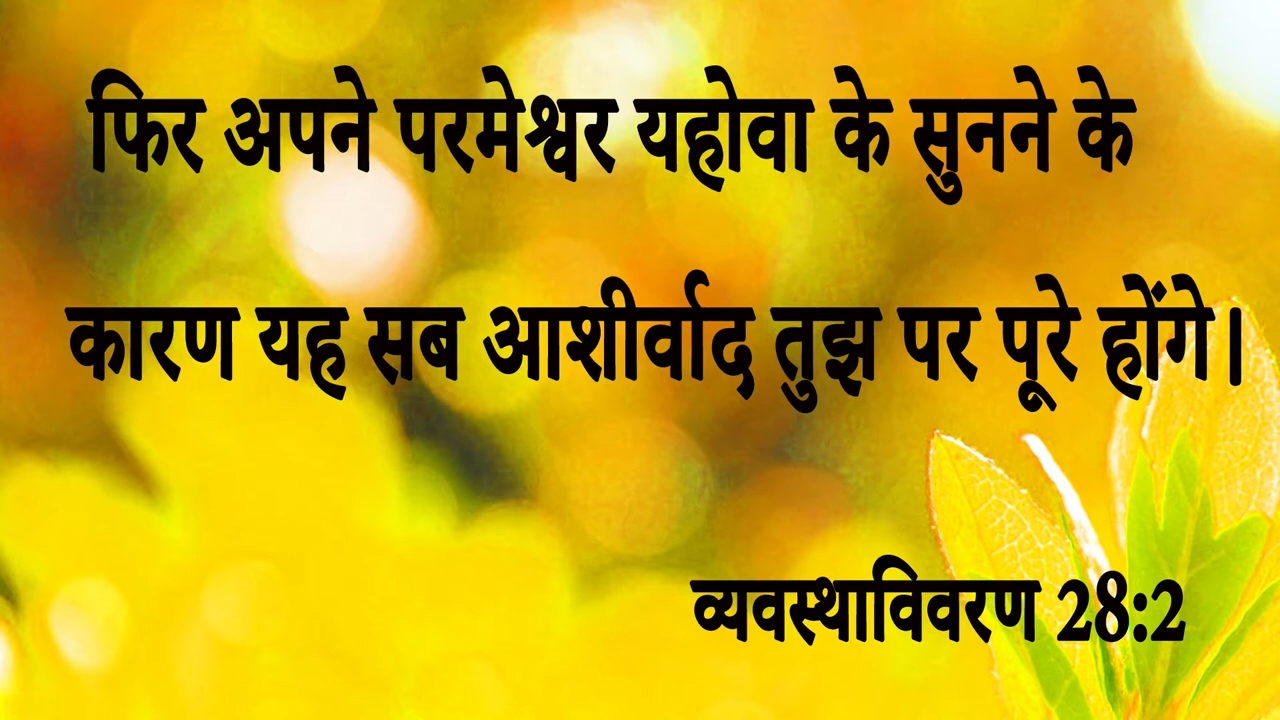 फिर अपने परमेश्वर यहोवा के सुनने के
कारण यह सब आशीर्वाद तुझ पर पूरे होंगे।
व्यवस्थाविवरण 28:2